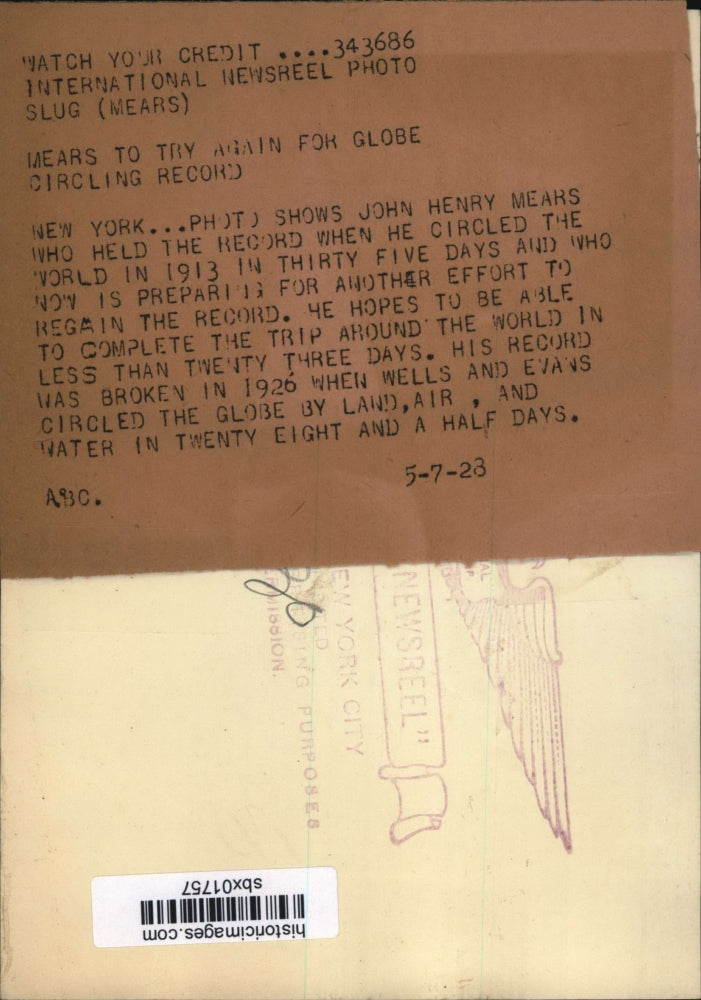 WATCH YOUR CREDIT ....343686
INTERNATIONAL NEWSREEL PHOTO
SLUG (MEARS)
MEARS TO TRY AGAIN FOR GLOBE
CIRCLING RECORD
NEW YORK...PHOTO SHOWS JOHN HENRY MEARS
WHO HELD THE RECORD WHEN HE CIRCLED THE
WORLD IN 1913 IN THIRTY FIVE DAYS AND WHO
NOW IS PREPARING FOR ANOTHER EFFORT TO
REGAIN THE RECORD. HE HOPES TO BE ABLE
TO COMPLETE THE TRIP AROUND THE WORLD IN
LESS THAN TWENTY THREE DAYS. HIS RECORD
WAS BROKEN IN 1926 WHEN WELLS AND EVANS
CIRCLED THE GLOBE BY LAND,AIR , AND
WATER IN TWENTY EIGHT AND A HALF DAYS.
5-7-28
ABC.
NEWSREEL"
EW YORK CITY
SING PURPOSES
RMISSION.
historicimages.com
sbx01757